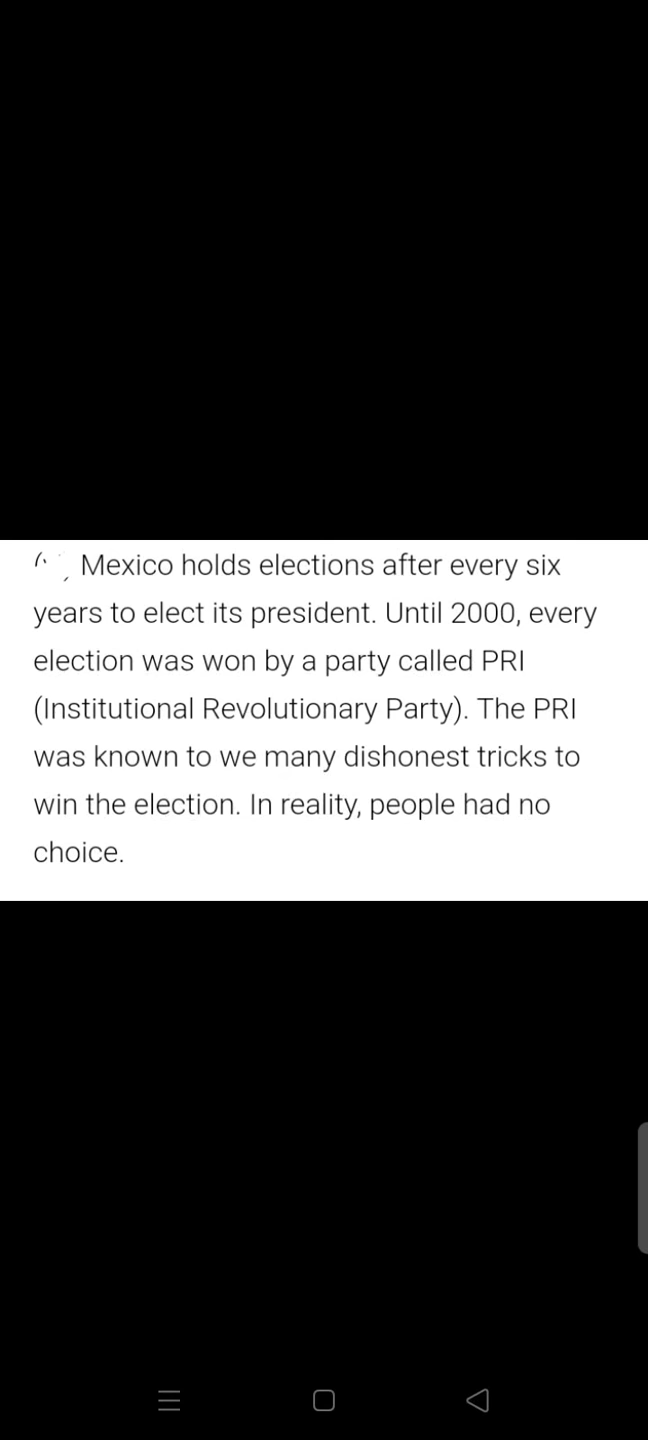 Mexico holds elections after every six
years to elect its president. Until 2000, every
election was won by a party called PRI
(Institutional Revolutionary Party). The PRI
was known to we many dishonest tricks to
win the election. In reality, people had no
choice.